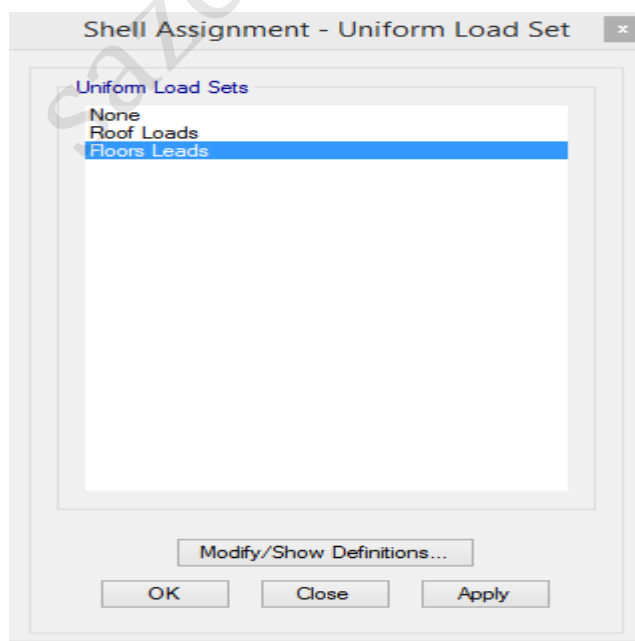 Shell Assignment - Uniform Load Set
x
Uniform Load Sets
None
Roof Loads
Floors Leads
Modify/Show Definitions...
OK Close Apply